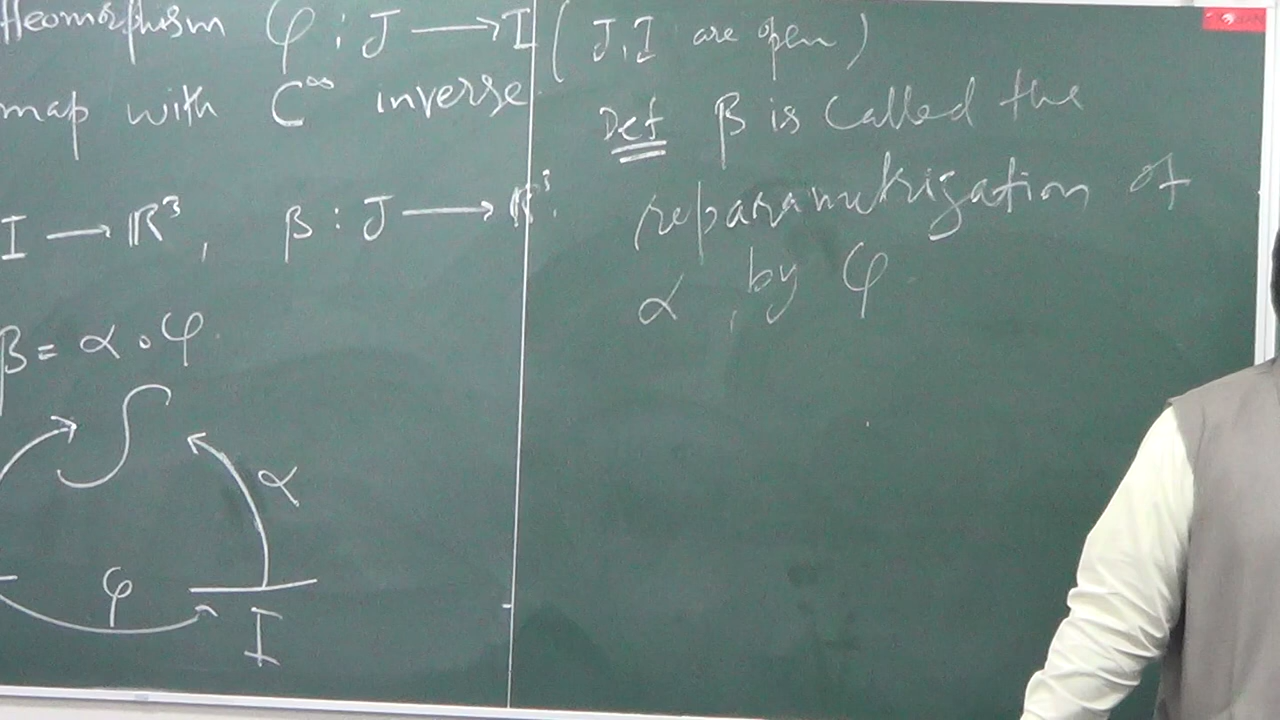 ffeomorphism φ : J ⟶ I ( J, I are open )
map with C^∞ inverse
I ⟶ ℝ³ , β : J ⟶ ℝ³.
β = α ∘ φ
α
φ
I
Def β is called the
reparametrization of
α , by φ